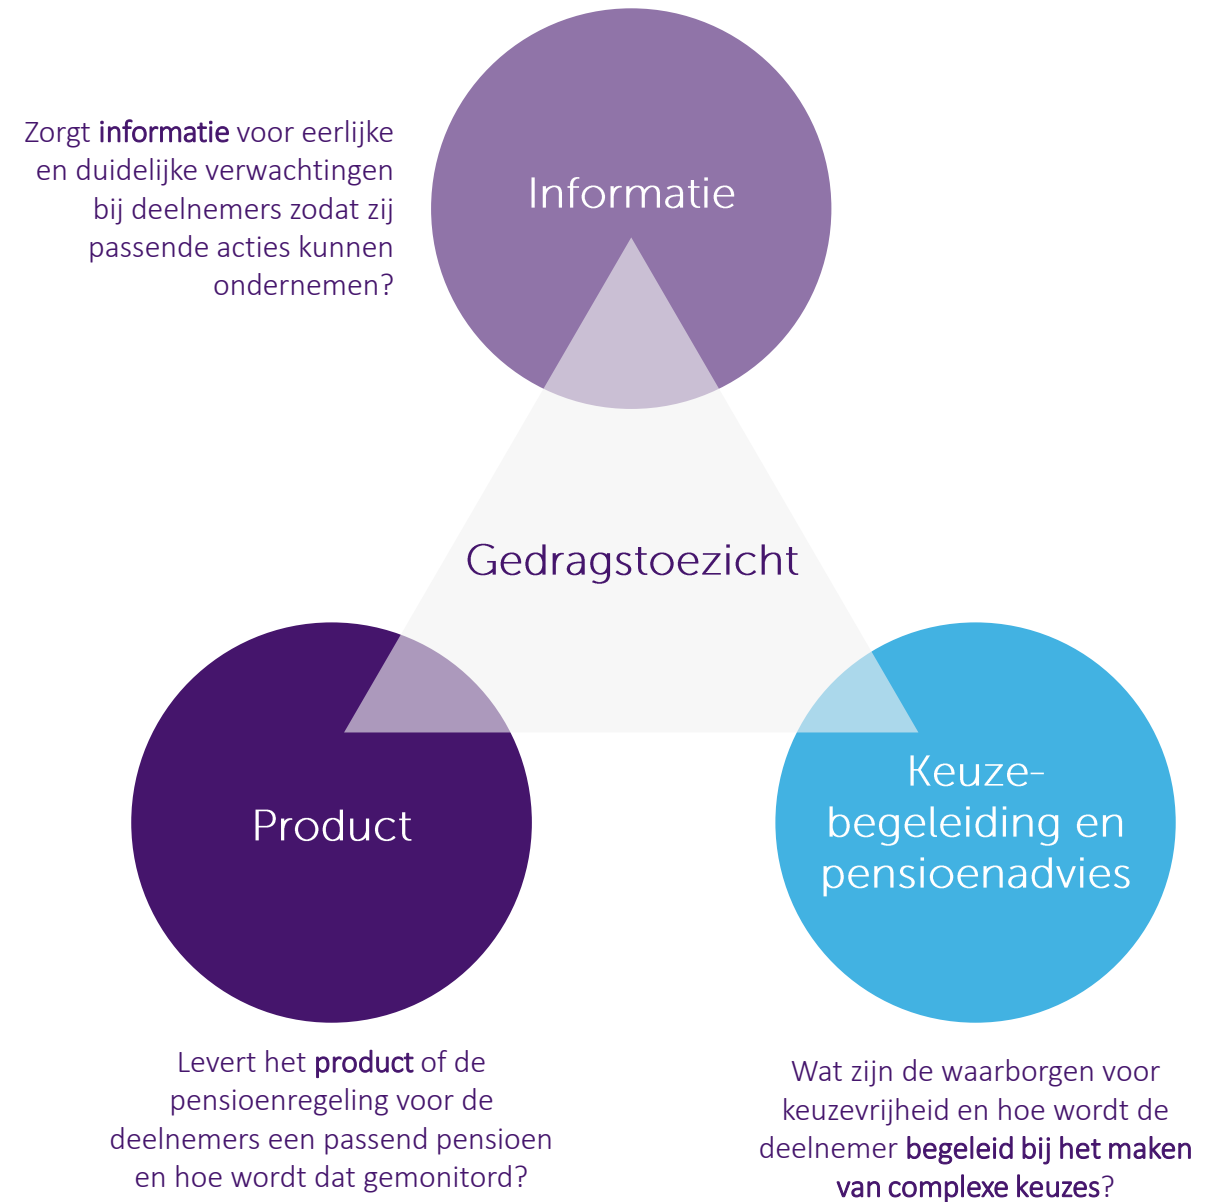 Zorgt informatie voor eerlijke
en duidelijke verwachtingen
bij deelnemers zodat zij
passende acties kunnen
ondernemen?
Informatie
Gedragstoezicht
Product
Keuze-
begeleiding en
pensioenadvies
Levert het product of de
pensioenregeling voor de
deelnemers een passend pensioen
en hoe wordt dat gemonitord?
Wat zijn de waarborgen voor
keuzevrijheid en hoe wordt de
deelnemer begeleid bij het maken
van complexe keuzes?